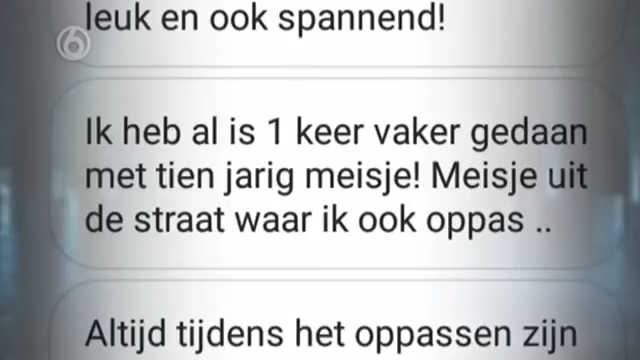 leuk en ook spannend!
6
Ik heb al is 1 keer vaker gedaan
met tien jarig meisje! Meisje uit
de straat waar ik ook oppas ..
Altijd tijdens het oppassen zijn